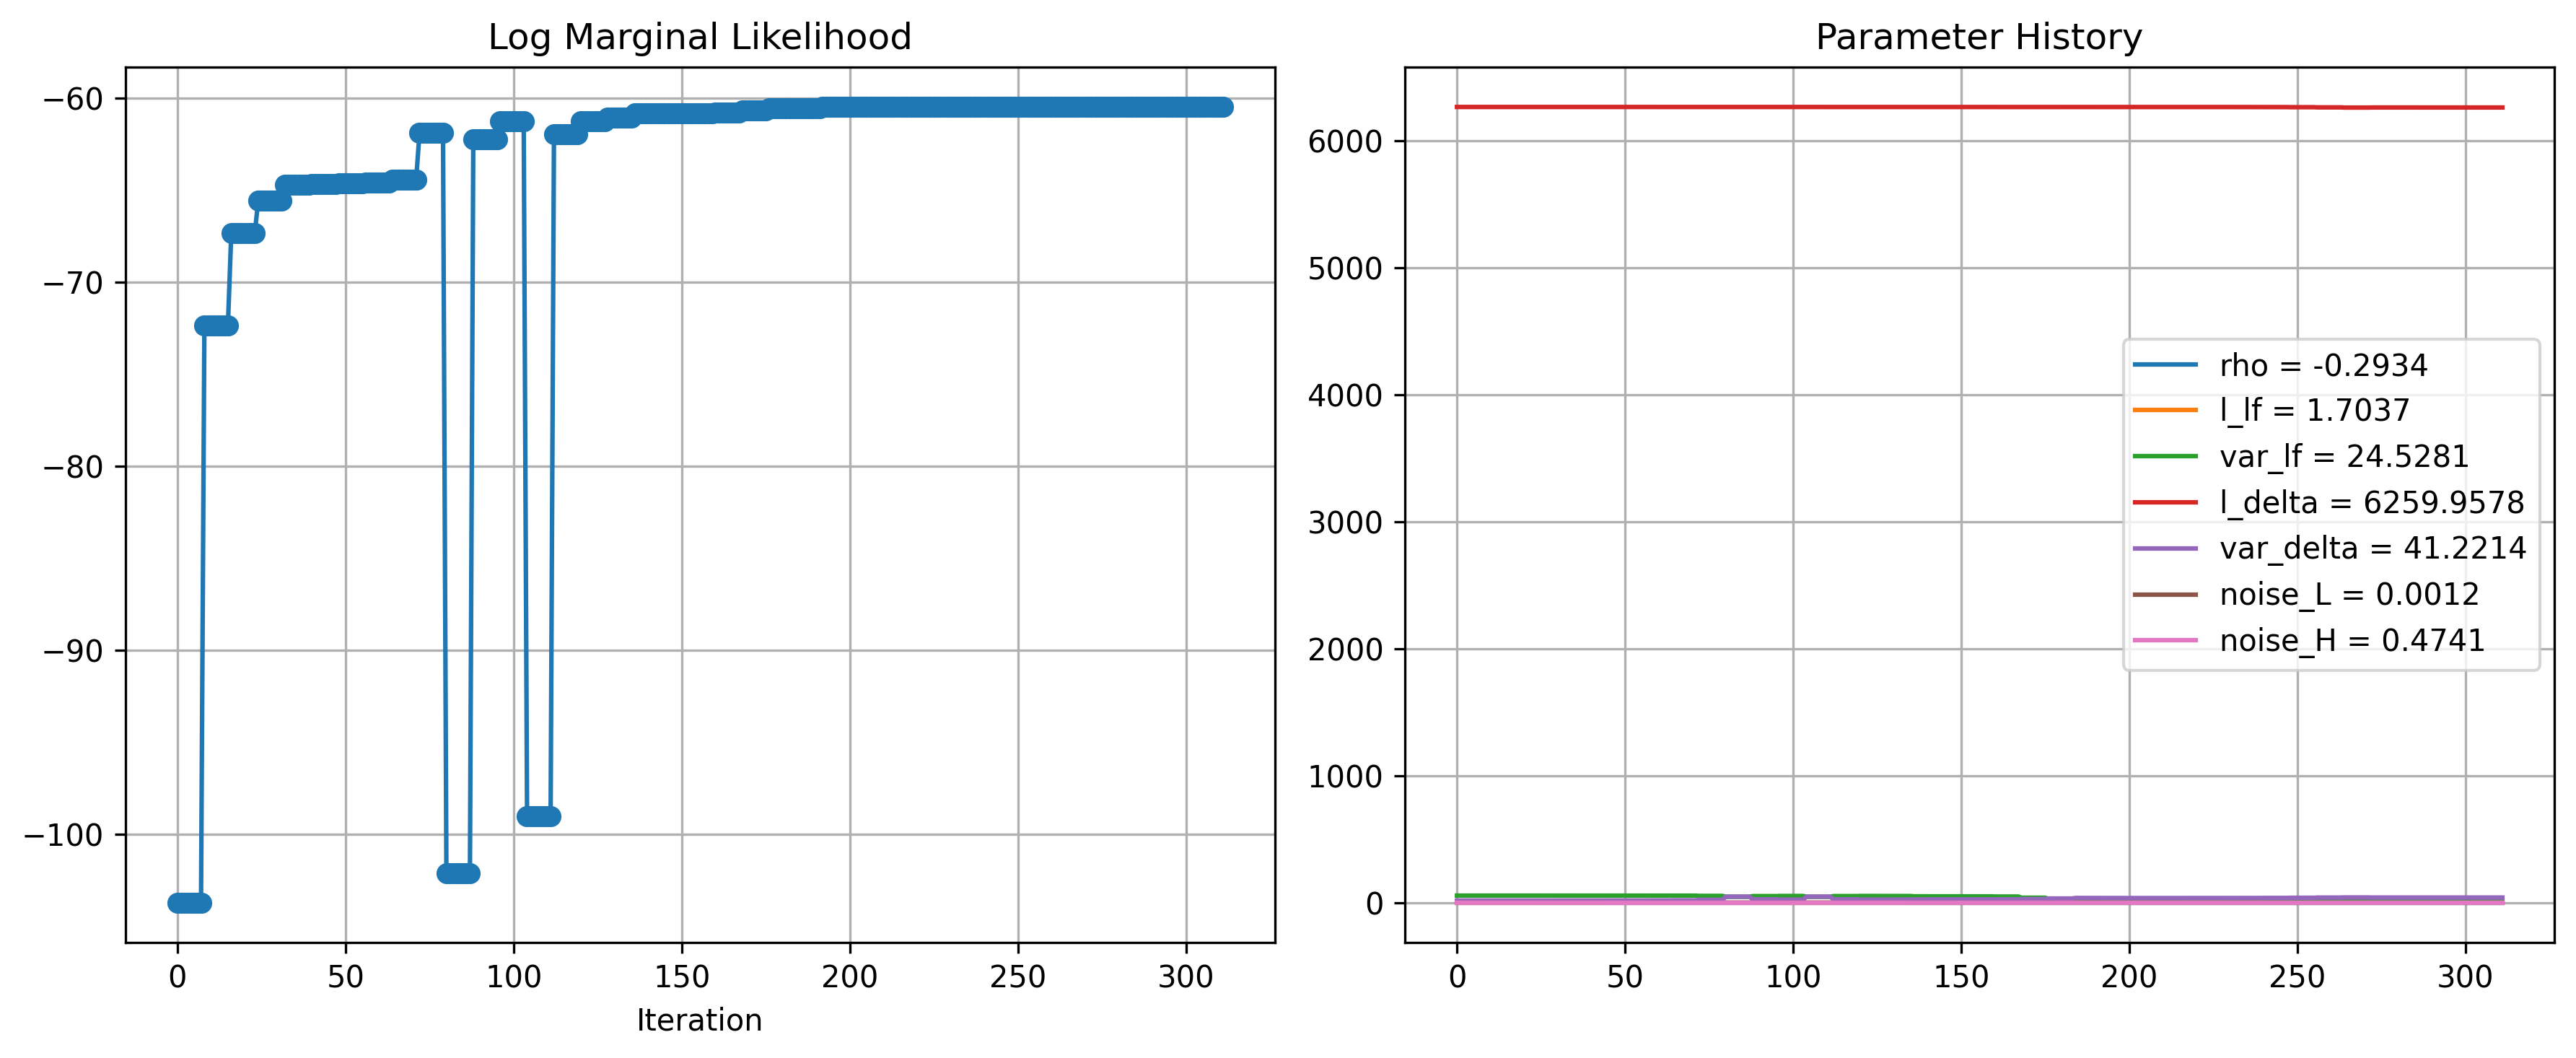 Log Marginal Likelihood
−60
−70
−80
−90
−100
0
50
100
150
200
250
300
Iteration
Parameter History
6000
5000
4000
3000
2000
1000
0
0
50
100
150
200
250
300
rho = -0.2934
l_lf = 1.7037
var_lf = 24.5281
l_delta = 6259.9578
var_delta = 41.2214
noise_L = 0.0012
noise_H = 0.4741